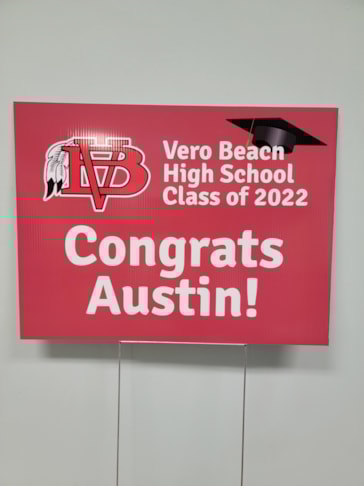 VB
Vero Beach
High School
Class of 2022
Congrats
Austin!